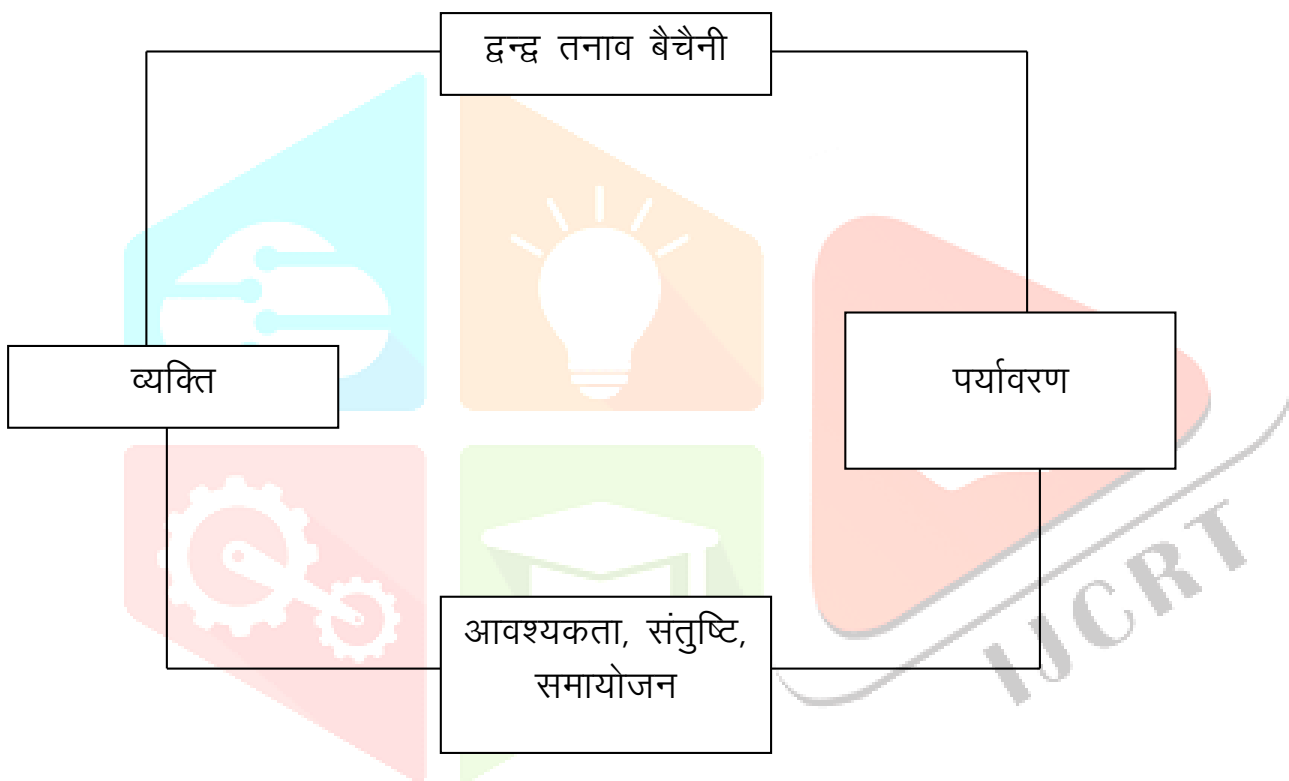 द्वन्द्व तनाव बैचैनी
व्यक्ति
पर्यावरण
आवश्यकता, संतुष्टि,
समायोजन
IJCRT